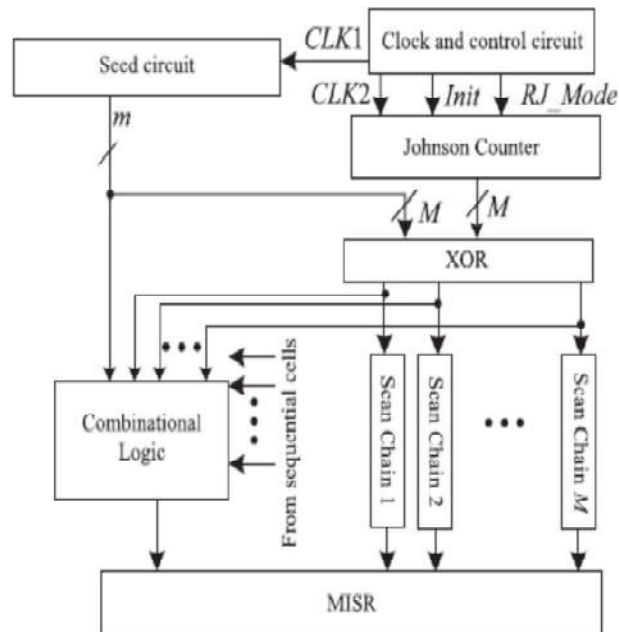 CLK1
Clock and control circuit
Seed circuit
CLK2
Init
RJ_Mode
m
Johnson Counter
M
M
XOR
Combinational
Logic
From sequential cells
Scan Chain 1
Scan Chain 2
Scan Chain M
MISR